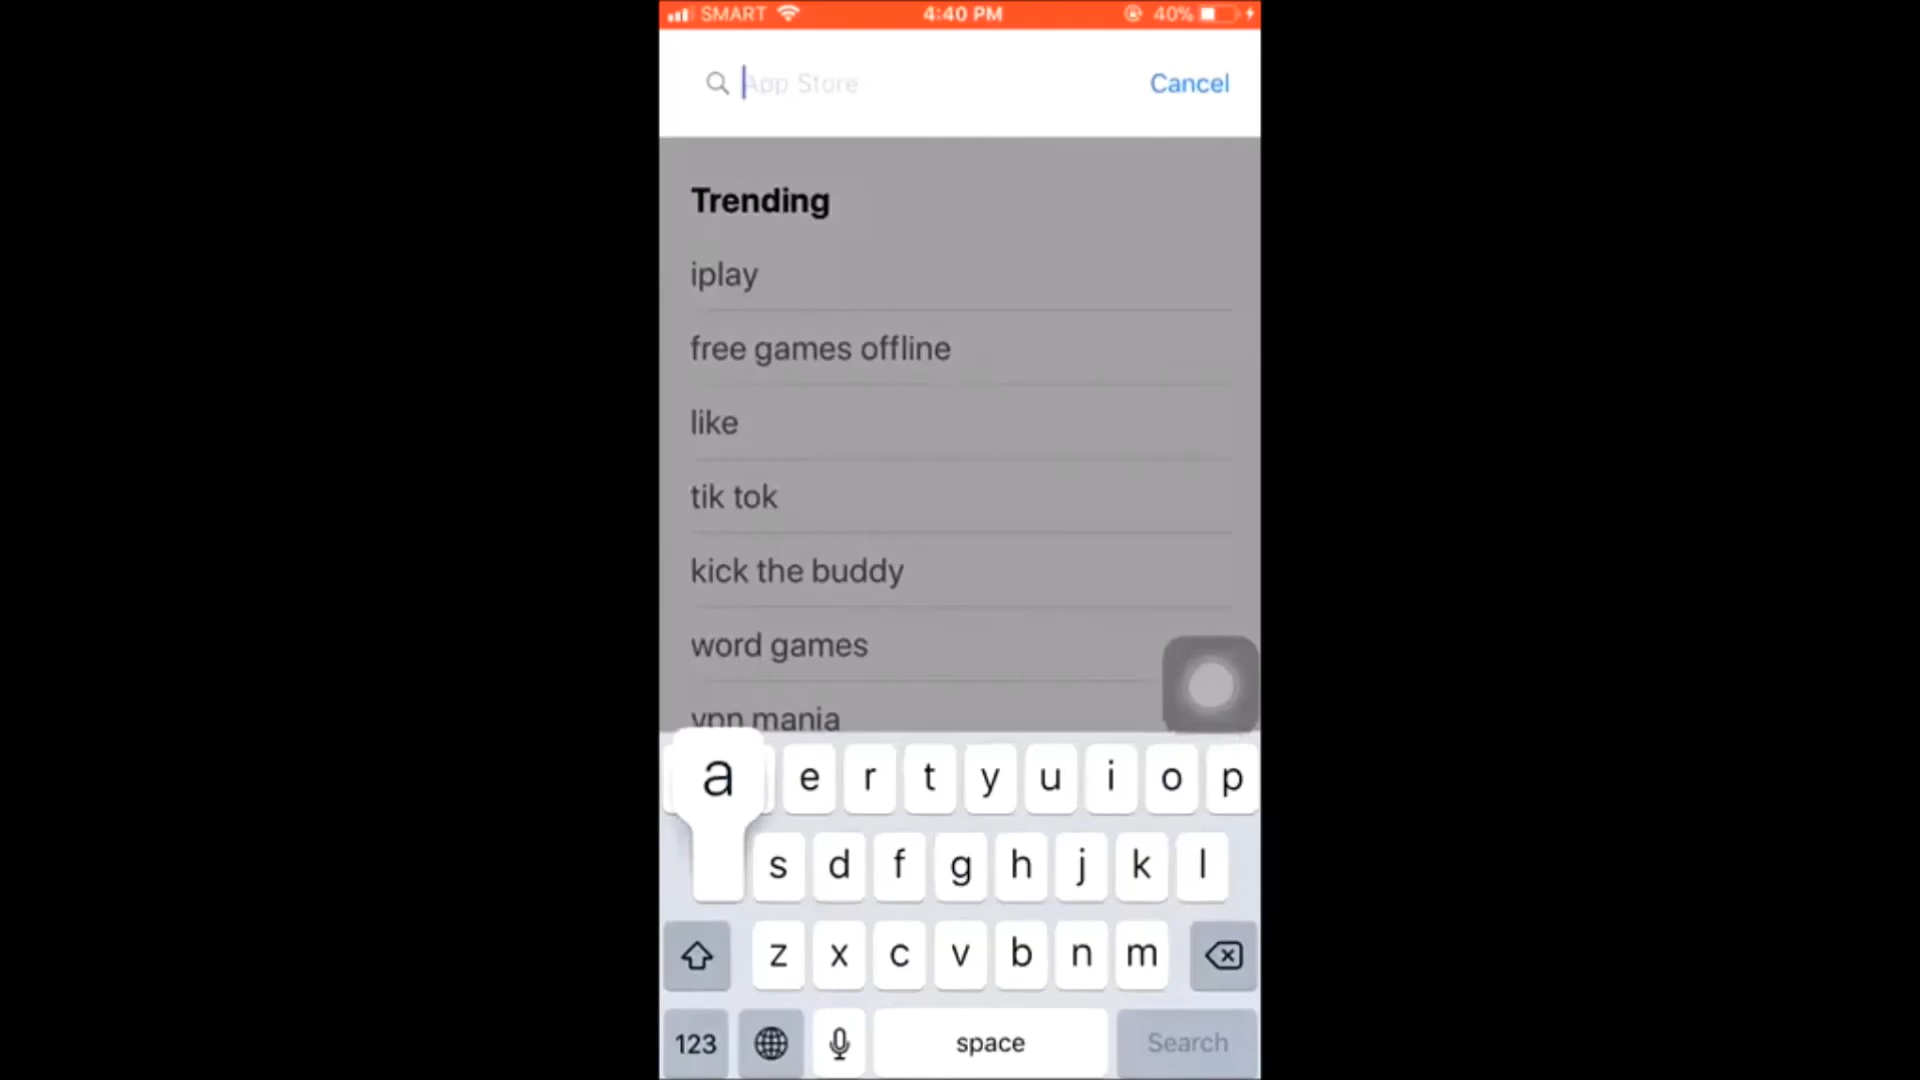 SMART 4:40 PM 40%
App Store Cancel
Trending
iplay
free games offline
like
tik tok
kick the buddy
word games
vpn mania
a e r t y u i o p
s d f g h j k l
z x c v b n m
123 space Search